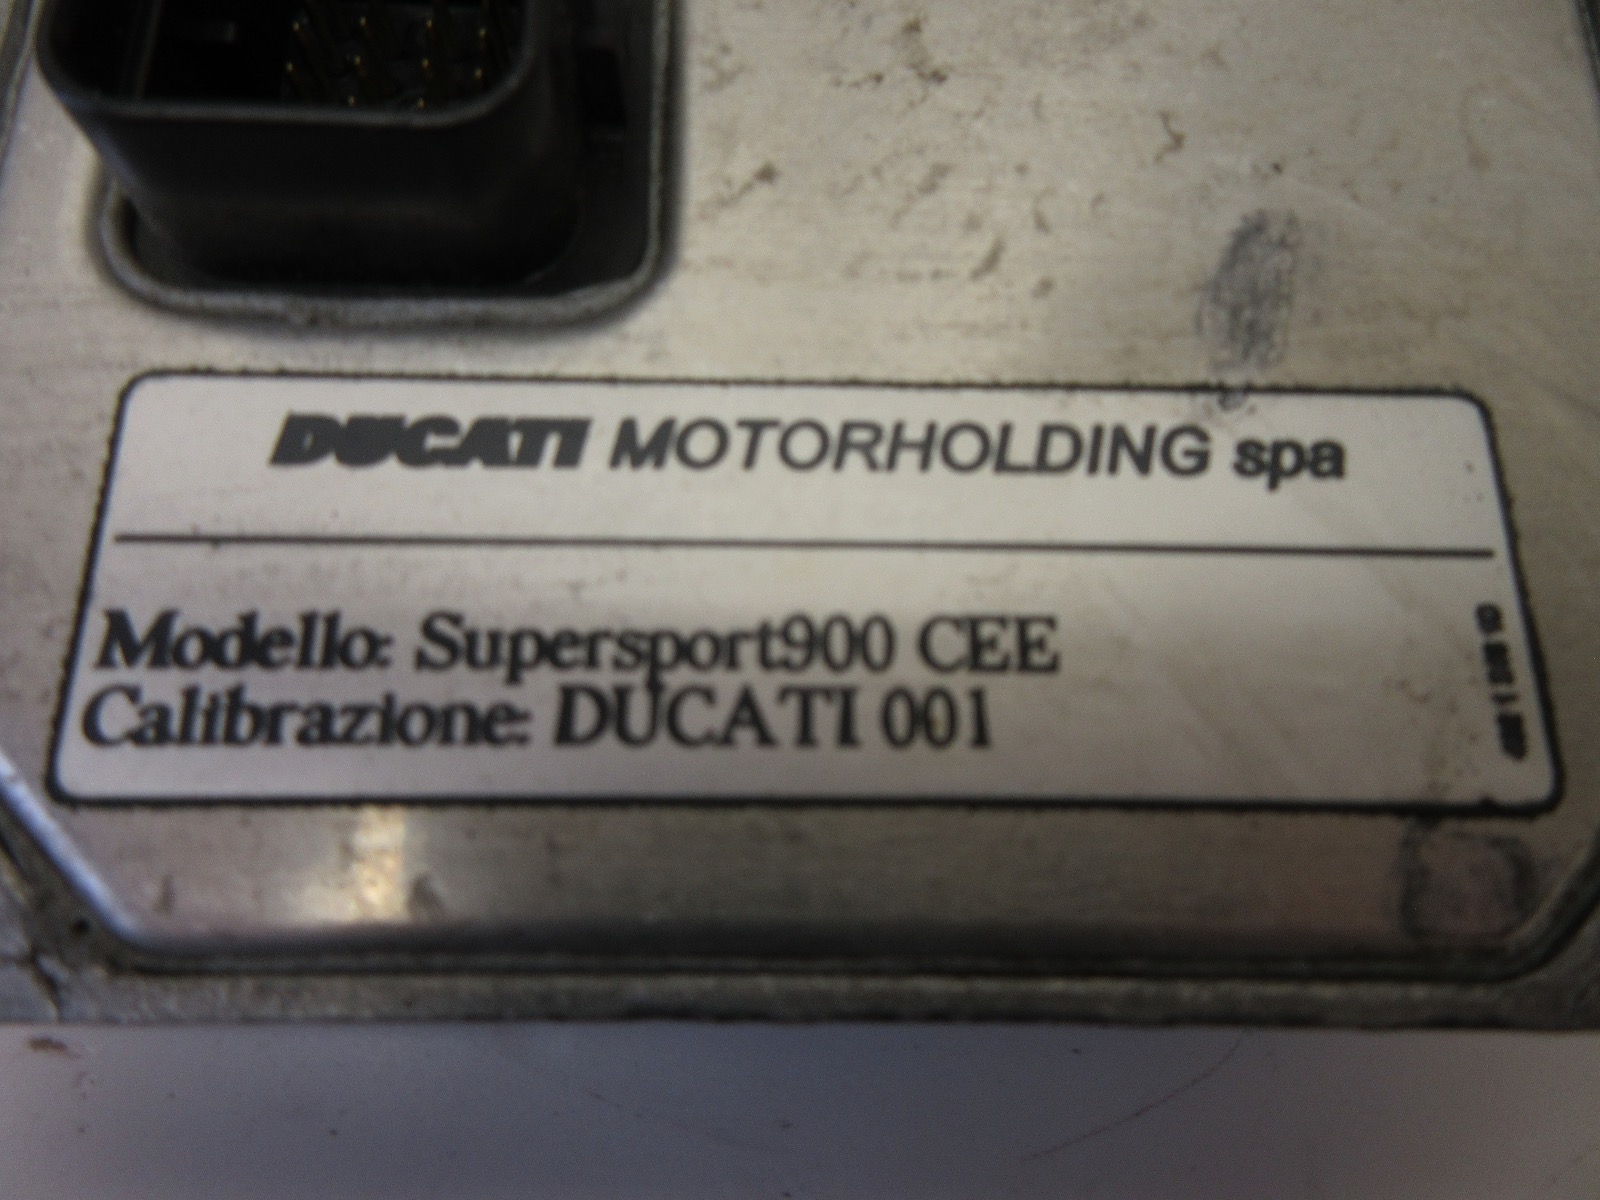 DUCATI MOTORHOLDING spa
Modello: Supersport900 CEE
Calibrazione: DUCATI 001